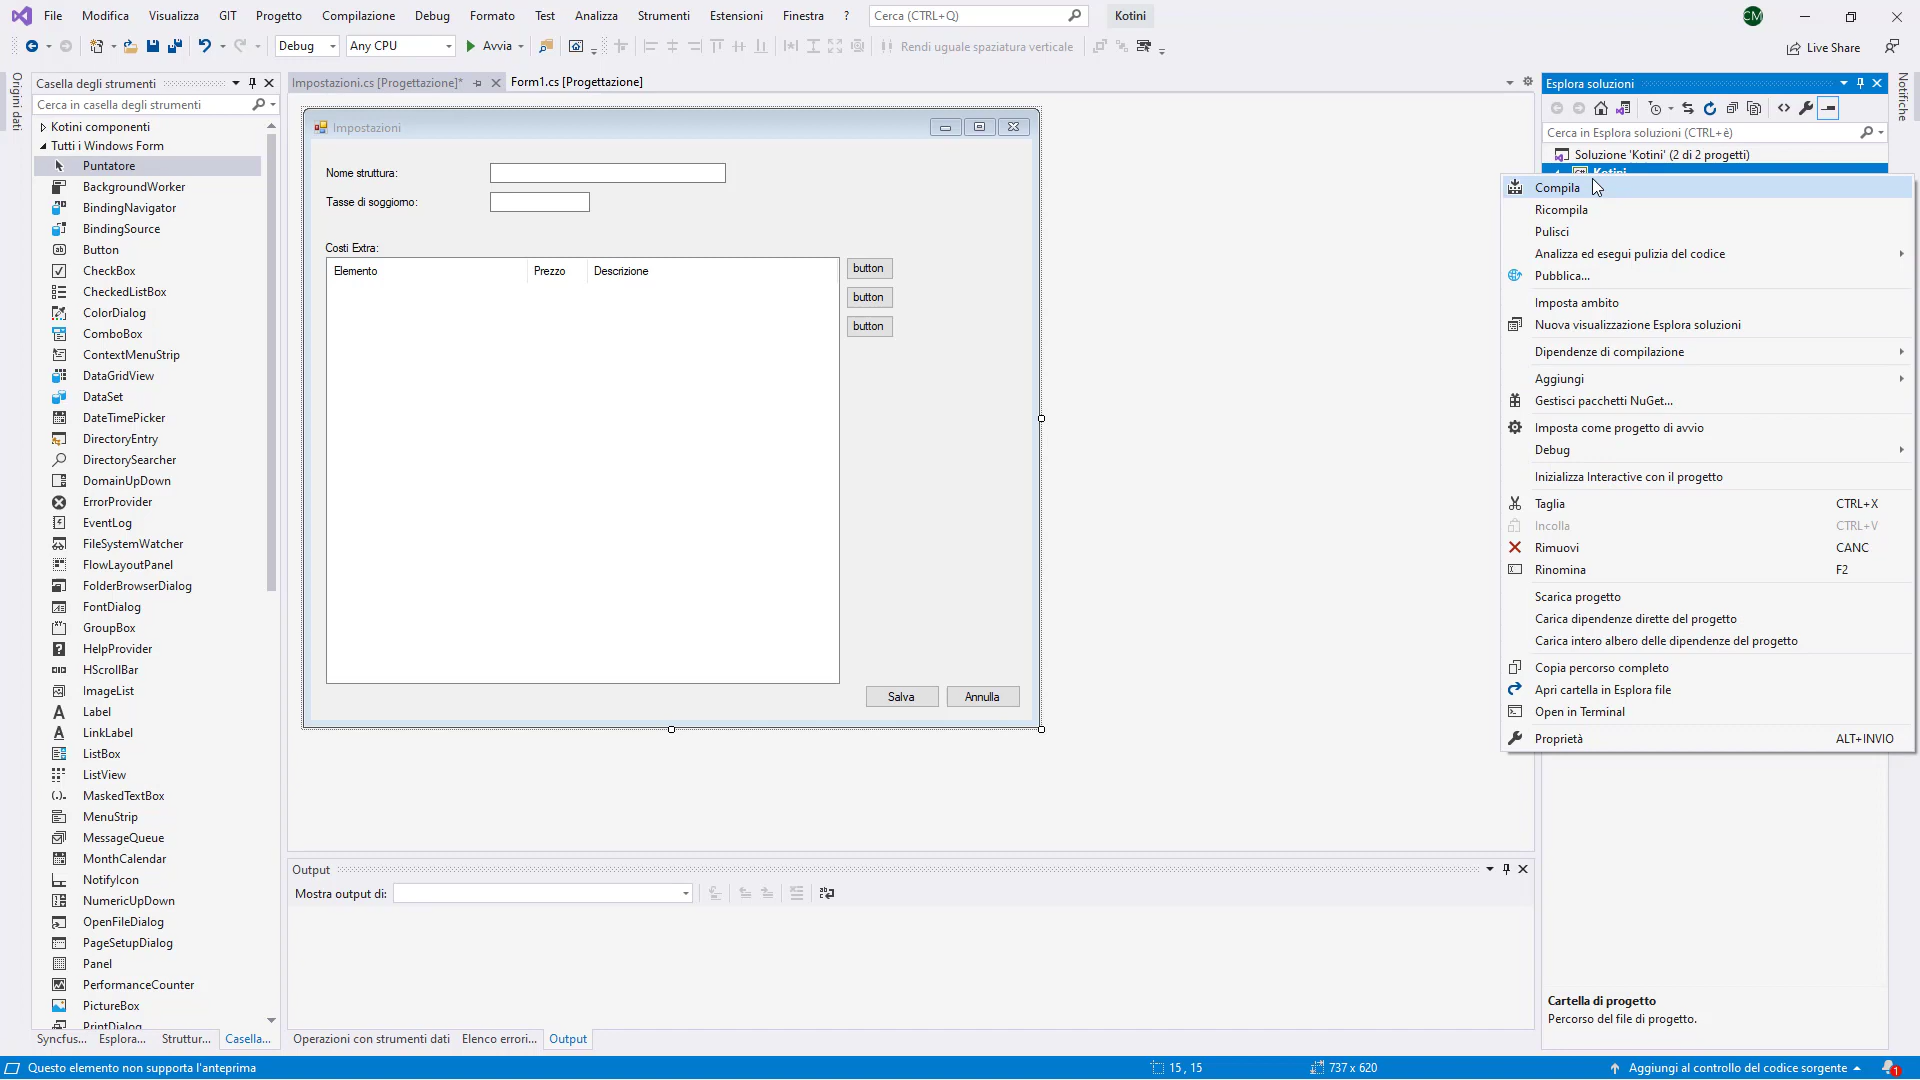 File Modifica Visualizza GIT Progetto Compilazione Debug Formato Test Analizza Strumenti Estensioni Finestra ? Cerca (CTRL+Q) Kotini CM
Debug Any CPU Avvia Rendi uguale spaziatura verticale Live Share
Origini dati
Casella degli strumenti
Cerca in casella degli strumenti
Kotini componenti
Tutti i Windows Form
Puntatore
BackgroundWorker
BindingNavigator
BindingSource
Button
CheckBox
CheckedListBox
ColorDialog
ComboBox
ContextMenuStrip
DataGridView
DataSet
DateTimePicker
DirectoryEntry
DirectorySearcher
DomainUpDown
ErrorProvider
EventLog
FileSystemWatcher
FlowLayoutPanel
FolderBrowserDialog
FontDialog
GroupBox
HelpProvider
HScrollBar
ImageList
Label
LinkLabel
ListBox
ListView
MaskedTextBox
MenuStrip
MessageQueue
MonthCalendar
NotifyIcon
NumericUpDown
OpenFileDialog
PageSetupDialog
Panel
PerformanceCounter
PictureBox
PrintDialog
Syncfus... Esplora... Struttur... Casella...
Impostazioni.cs [Progettazione]* Form1.cs [Progettazione]
Impostazioni
Nome struttura:
Tasse di soggiorno:
Costi Extra:
Elemento Prezzo Descrizione
button
button
button
Salva Annulla
Output
Mostra output di:
Operazioni con strumenti dati Elenco errori... Output
Esplora soluzioni
Cerca in Esplora soluzioni (CTRL+è)
Soluzione 'Kotini' (2 di 2 progetti)
Kotini
Compila
Ricompila
Pulisci
Analizza ed esegui pulizia del codice
Pubblica...
Imposta ambito
Nuova visualizzazione Esplora soluzioni
Dipendenze di compilazione
Aggiungi
Gestisci pacchetti NuGet...
Imposta come progetto di avvio
Debug
Inizializza Interactive con il progetto
Taglia CTRL+X
Incolla CTRL+V
Rimuovi CANC
Rinomina F2
Scarica progetto
Carica dipendenze dirette del progetto
Carica intero albero delle dipendenze del progetto
Copia percorso completo
Apri cartella in Esplora file
Open in Terminal
Proprietà ALT+INVIO
Cartella di progetto
Percorso del file di progetto.
Notifiche
Questo elemento non supporta l'anteprima 15 , 15 737 x 620 Aggiungi al controllo del codice sorgente 1